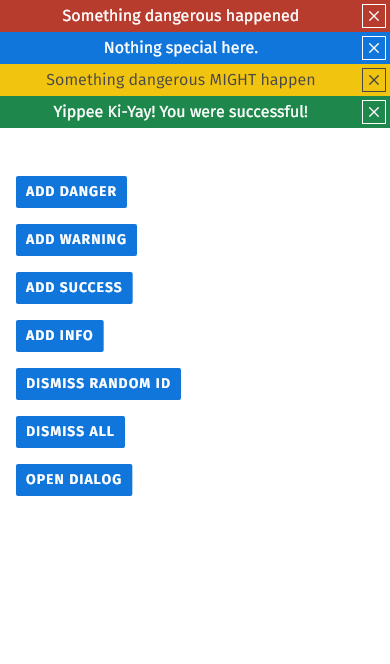 Something dangerous happened
Nothing special here.
Something dangerous MIGHT happen
Yippee Ki-Yay! You were successful!
ADD DANGER
ADD WARNING
ADD SUCCESS
ADD INFO
DISMISS RANDOM ID
DISMISS ALL
OPEN DIALOG